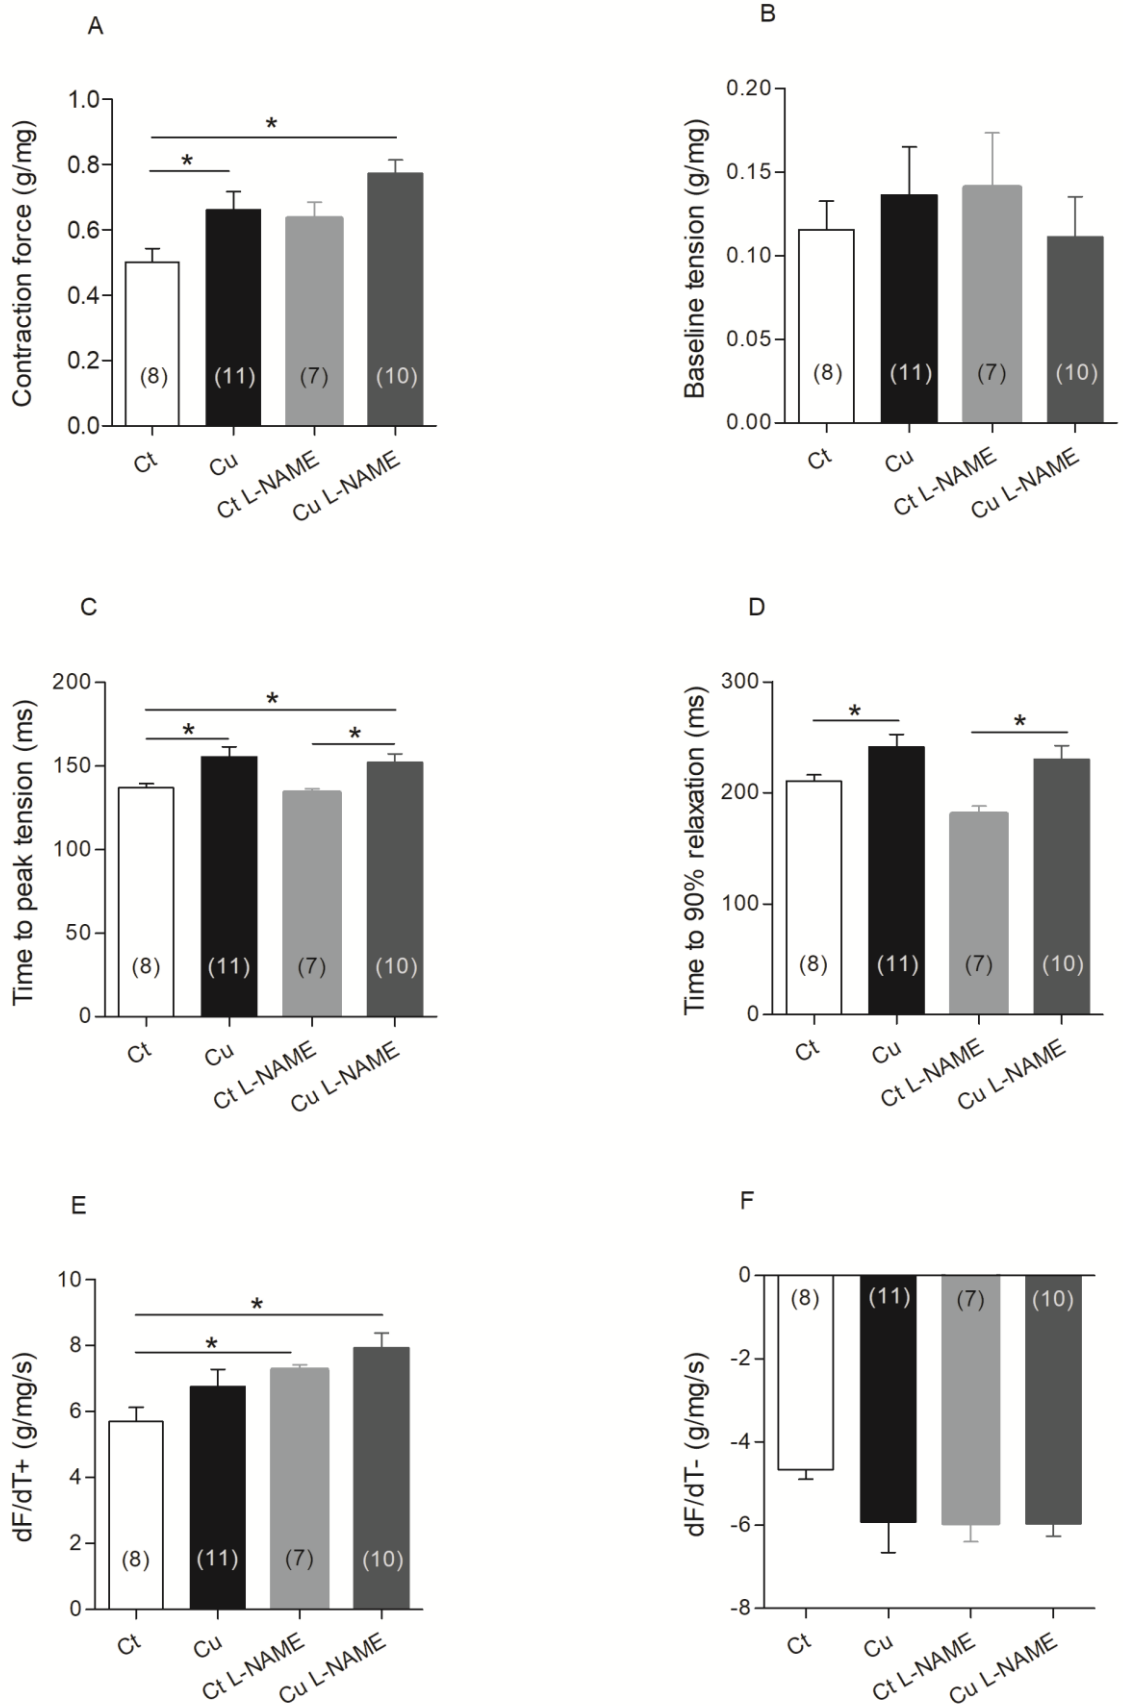 A
Contraction force (g/mg)
1.0
0.8
0.6
0.4
0.2
0.0
*
*
(8) (11) (7) (10)
Ct Cu Ct L-NAME Cu L-NAME
B
Baseline tension (g/mg)
0.20
0.15
0.10
0.05
0.00
(8) (11) (7) (10)
Ct Cu Ct L-NAME Cu L-NAME
C
Time to peak tension (ms)
200
150
100
50
0
*
* *
(8) (11) (7) (10)
Ct Cu Ct L-NAME Cu L-NAME
D
Time to 90% relaxation (ms)
300
200
100
0
* *
(8) (11) (7) (10)
Ct Cu Ct L-NAME Cu L-NAME
E
dF/dT+ (g/mg/s)
10
8
6
4
2
0
*
*
(8) (11) (7) (10)
Ct Cu Ct L-NAME Cu L-NAME
F
dF/dT- (g/mg/s)
0
-2
-4
-6
-8
(8) (11) (7) (10)
Ct Cu Ct L-NAME Cu L-NAME